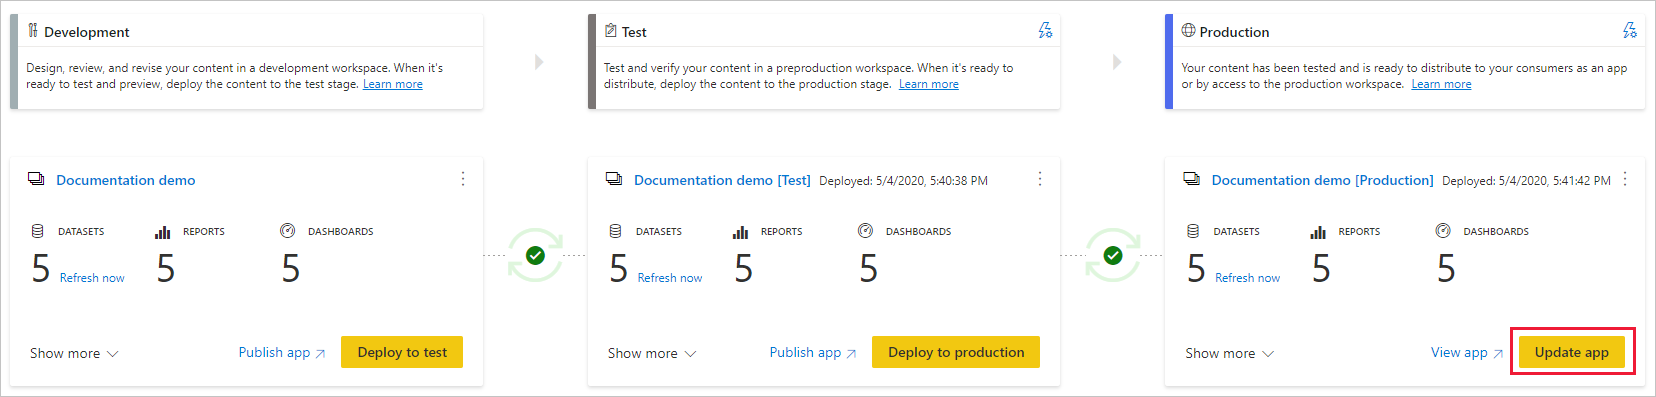 Development
Design, review, and revise your content in a development workspace. When it's
ready to test and preview, deploy the content to the test stage. Learn more
Test
Test and verify your content in a preproduction workspace. When it's ready to
distribute, deploy the content to the production stage. Learn more
Production
Your content has been tested and is ready to distribute to your consumers as an app
or by access to the production workspace. Learn more
Documentation demo
DATASETS REPORTS DASHBOARDS
5 Refresh now 5 5
Show more Publish app Deploy to test
Documentation demo [Test] Deployed: 5/4/2020, 5:40:38 PM
DATASETS REPORTS DASHBOARDS
5 Refresh now 5 5
Show more Publish app Deploy to production
Documentation demo [Production] Deployed: 5/4/2020, 5:41:42 PM
DATASETS REPORTS DASHBOARDS
5 Refresh now 5 5
Show more View app Update app